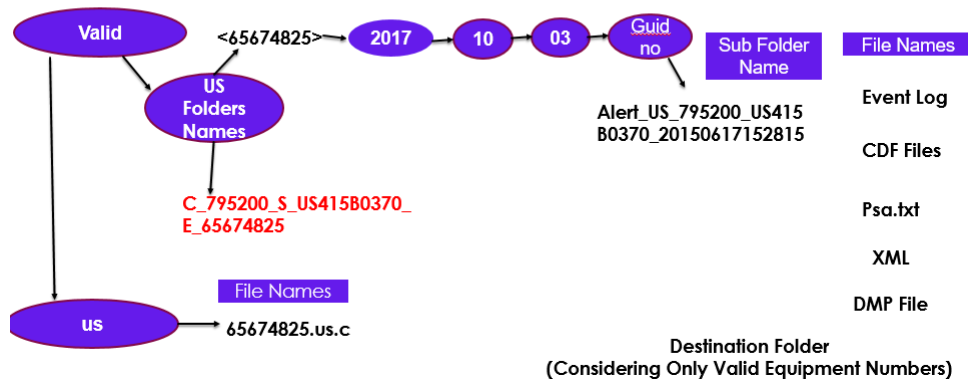 Valid
<65674825>
2017
10
03
Guid
no
Sub Folder
Name
File Names
US
Folders
Names
Alert_US_795200_US415
B0370_20150617152815
Event Log
CDF Files
C_795200_S_US415B0370_
E_65674825
Psa.txt
XML
File Names
DMP File
us
65674825.us.c
Destination Folder
(Considering Only Valid Equipment Numbers)